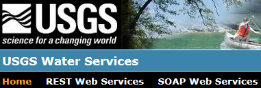 USGS
science for a changing world
USGS Water Services
Home REST Web Services SOAP Web Services